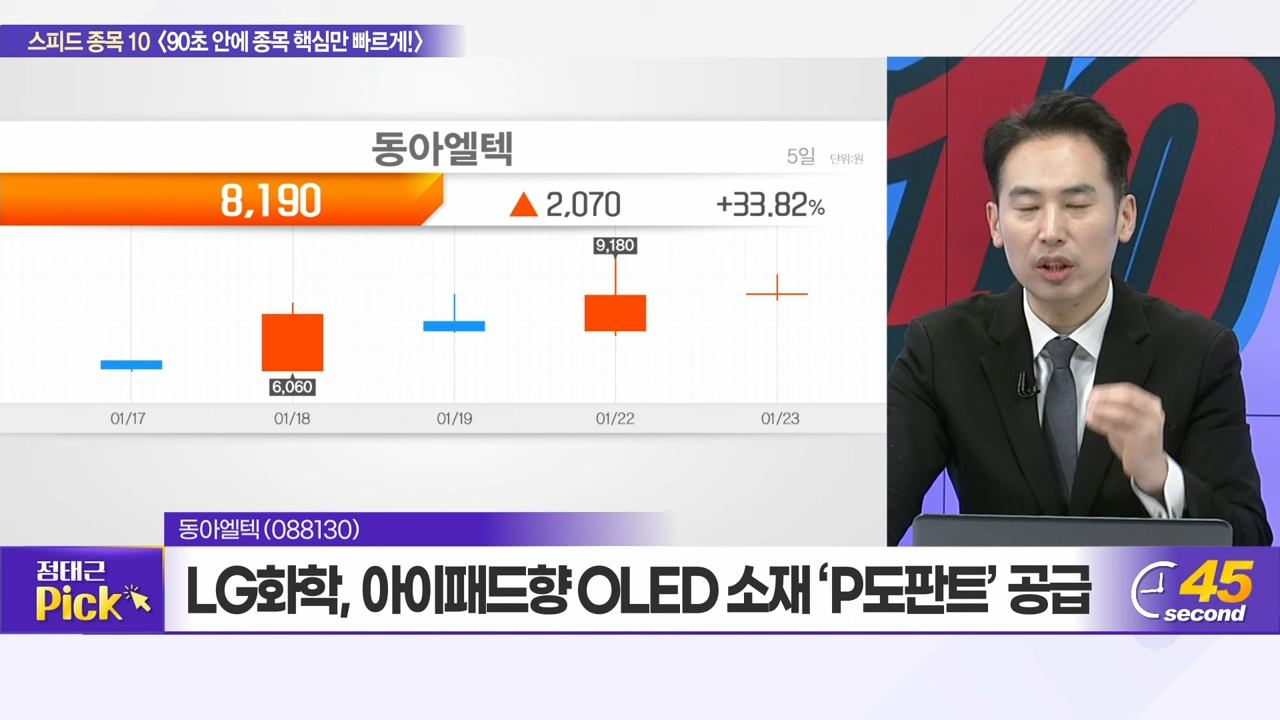 스피드 종목 10 〈90초 안에 종목 핵심만 빠르게!〉
동아엘텍
5일 단위:원
8,190 ▲ 2,070 +33.82%
9,180
6,060
01/17 01/18 01/19 01/22 01/23
10
동아엘텍 (088130)
점태근
Pick
LG화학, 아이패드향 OLED 소재 ‘P도판트’ 공급
45
second